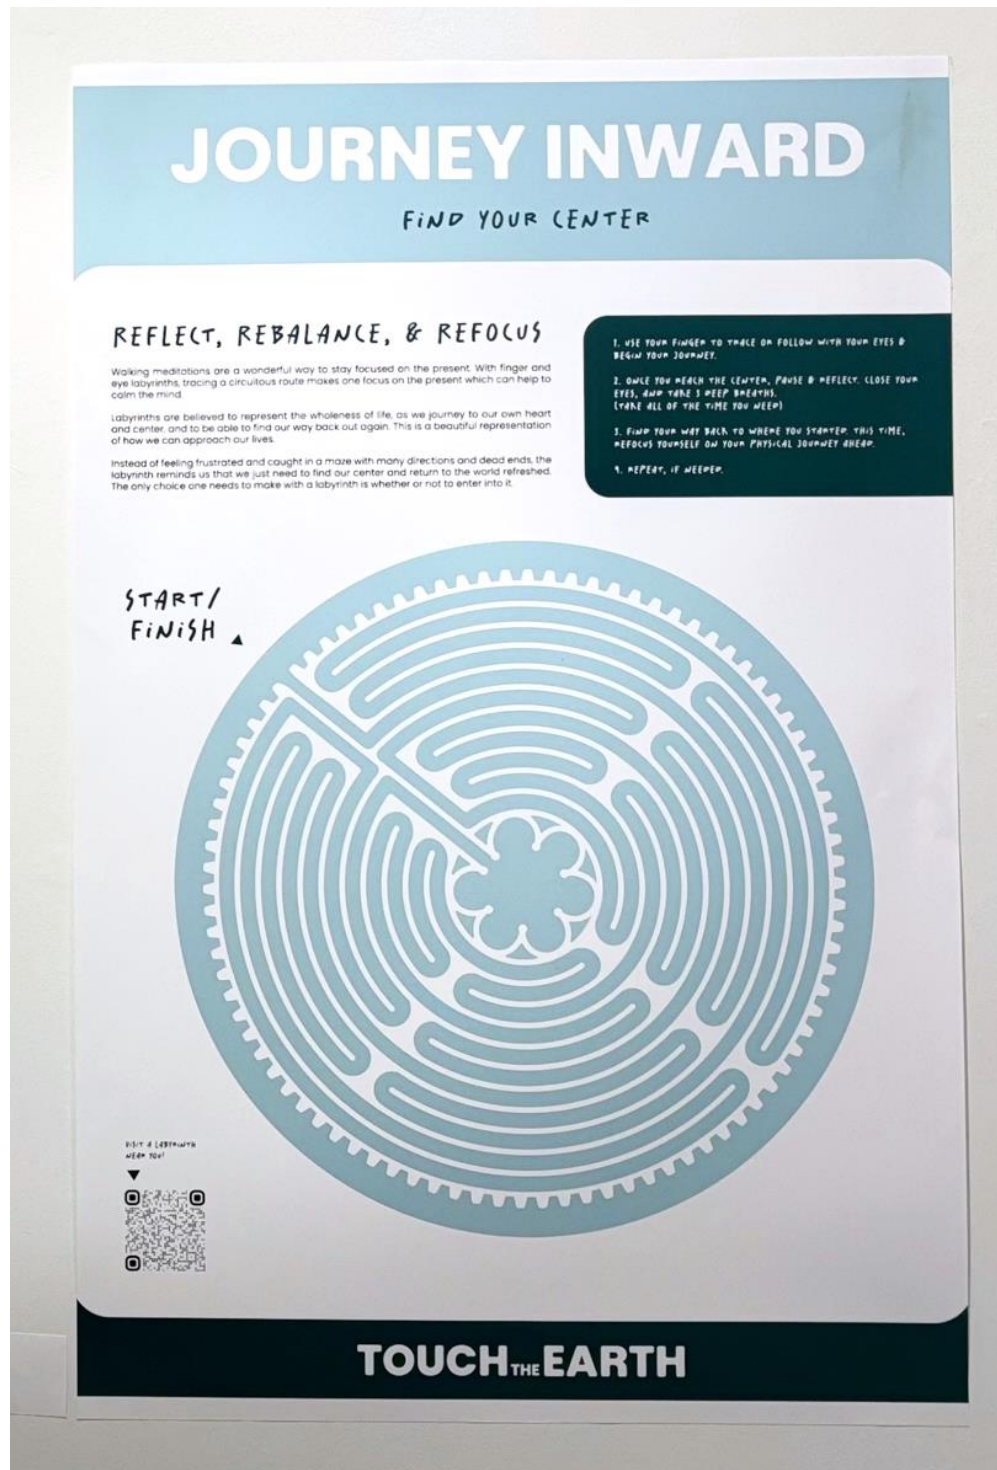 JOURNEY INWARD
FiND YOUR CENTER
REFLECT, REBALANCE, & REFOCUS
Walking meditations are a wonderful way to stay focused on the present. With finger and
eye labyrinths, tracing a circuitous route makes one focus on the present which can help to
calm the mind.
Labyrinths are believed to represent the wholeness of life, as we journey to our own heart
and center, and to be able to find our way back out again. This is a beautiful representation
of how we can approach our lives.
Instead of feeling frustrated and caught in a maze with many directions and dead ends, the
labyrinth reminds us that we just need to find our center and return to the world refreshed.
The only choice one needs to make with a labyrinth is whether or not to enter into it.
1. USE YOUR FiNGER TO TRACE OR FOLLOW WiTH YOUR EYES &
BEGiN YOUR JOURNEY.
2. ONCE YOU REACH THE CENTER, PAUSE & REFLECT. CLOSE YOUR
EYES, AND TAKE 3 DEEP BREATHS.
(TAKE ALL OF THE TiME YOU NEED)
3. FiND YOUR WAY BACK TO WHERE YOU STARTED. THiS TiME,
REFOCUS YOURSELF ON YOUR PHYSiCAL JOURNEY AHEAD.
4. REPEAT, iF NEEDED.
START/
FiNiSH
ViSiT A LABYRiNTH
NEAR YOU!
TOUCH THE EARTH